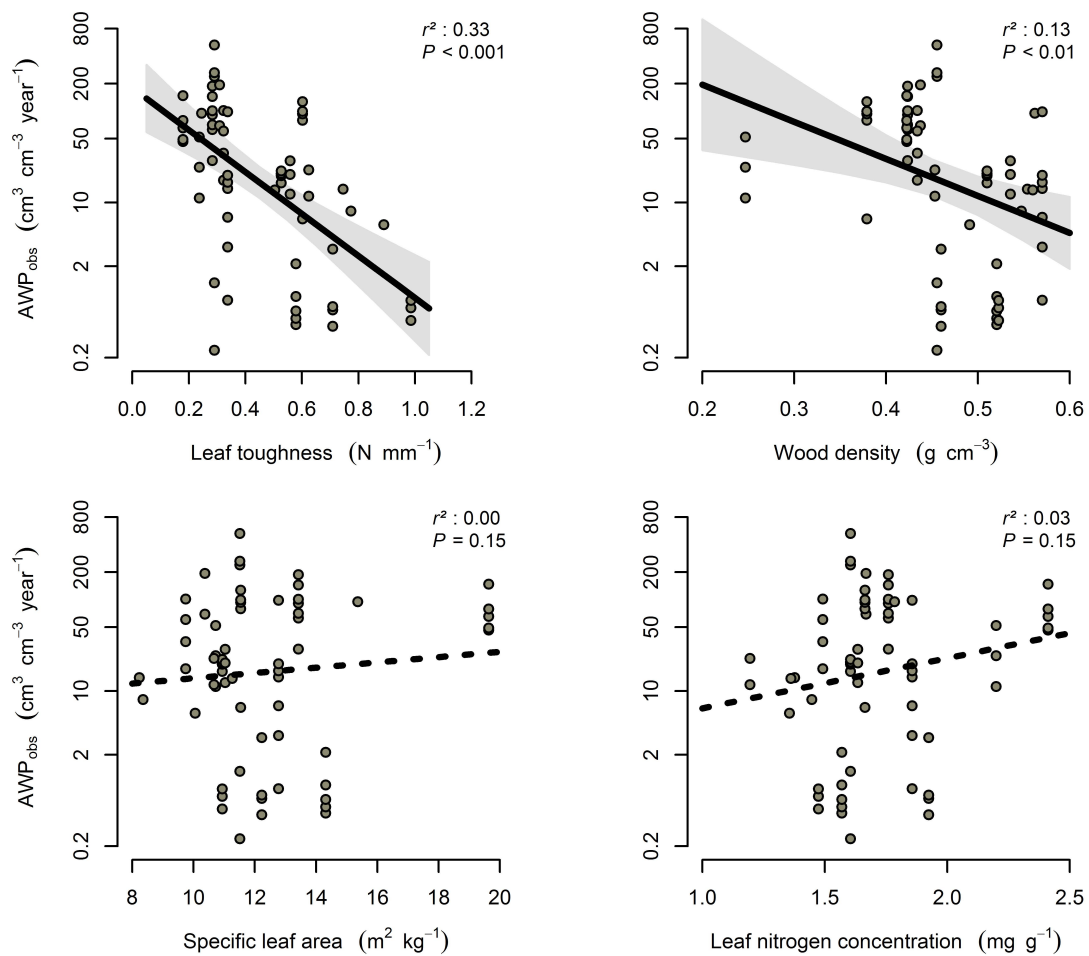 800
200
50
10
2
0.2
AWPobs (cm³ cm⁻³ year⁻¹)
r² : 0.33
P < 0.001
0.0 0.2 0.4 0.6 0.8 1.0 1.2
Leaf toughness (N mm⁻¹)
800
200
50
10
2
0.2
r² : 0.13
P < 0.01
0.2 0.3 0.4 0.5 0.6
Wood density (g cm⁻³)
800
200
50
10
2
0.2
AWPobs (cm³ cm⁻³ year⁻¹)
r² : 0.00
P = 0.15
8 10 12 14 16 18 20
Specific leaf area (m² kg⁻¹)
800
200
50
10
2
0.2
r² : 0.03
P = 0.15
1.0 1.5 2.0 2.5
Leaf nitrogen concentration (mg g⁻¹)